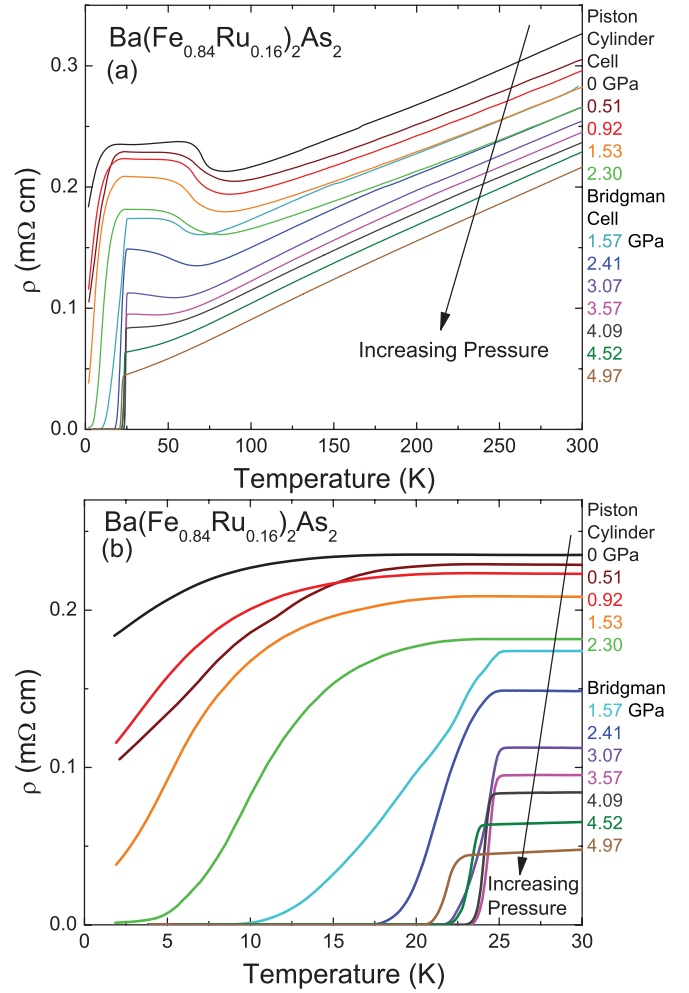 Ba(Fe0.84Ru0.16)2As2
(a)
Piston
Cylinder
Cell
0 GPa
0.51
0.92
1.53
2.30
Bridgman
Cell
1.57 GPa
2.41
3.07
3.57
4.09
4.52
4.97
Increasing Pressure
ρ (mΩ cm)
0.3
0.2
0.1
0.0
0 50 100 150 200 250 300
Temperature (K)
Ba(Fe0.84Ru0.16)2As2
(b)
Piston
Cylinder
0 GPa
0.51
0.92
1.53
2.30
Bridgman
1.57 GPa
2.41
3.07
3.57
4.09
4.52
4.97
Increasing
Pressure
ρ (mΩ cm)
0.2
0.1
0.0
0 5 10 15 20 25 30
Temperature (K)